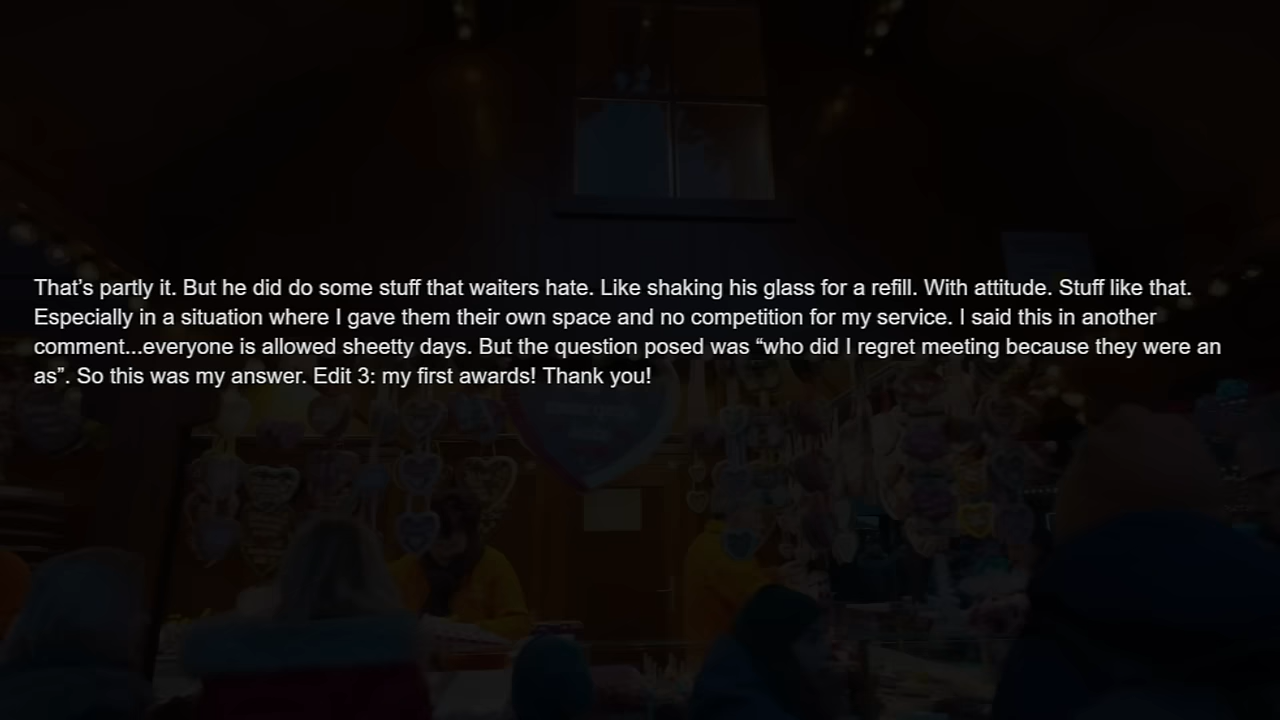 That's partly it. But he did do some stuff that waiters hate. Like shaking his glass for a refill. With attitude. Stuff like that.
Especially in a situation where I gave them their own space and no competition for my service. I said this in another
comment...everyone is allowed sheetty days. But the question posed was “who did I regret meeting because they were an
as”. So this was my answer. Edit 3: my first awards! Thank you!